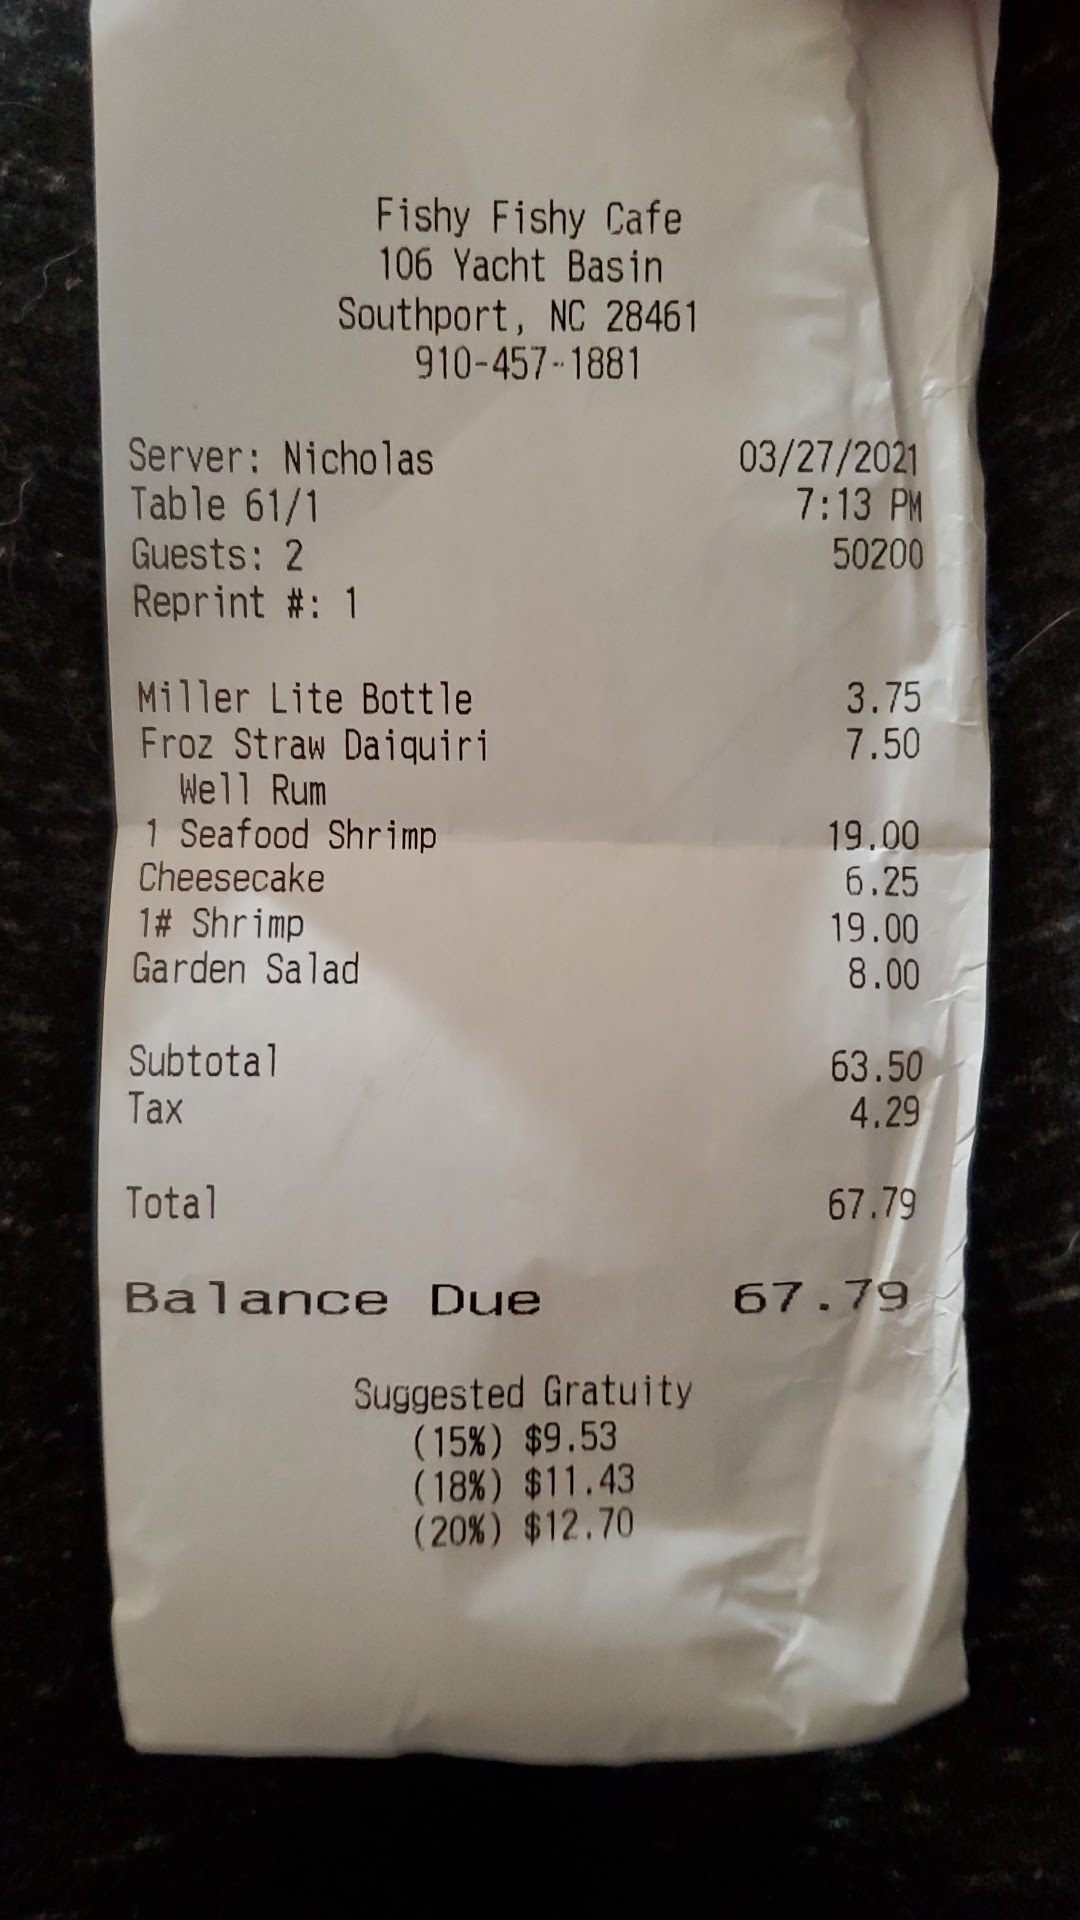 Fishy Fishy Cafe
106 Yacht Basin
Southport, NC 28461
910-457-1881
Server: Nicholas 03/27/2021
Table 61/1 7:13 PM
Guests: 2 50200
Reprint #: 1
Miller Lite Bottle 3.75
Froz Straw Daiquiri 7.50
Well Rum
1 Seafood Shrimp 19.00
Cheesecake 6.25
1# Shrimp 19.00
Garden Salad 8.00
Subtotal 63.50
Tax 4.29
Total 67.79
Balance Due 67.79
Suggested Gratuity
(15%) $9.53
(18%) $11.43
(20%) $12.70